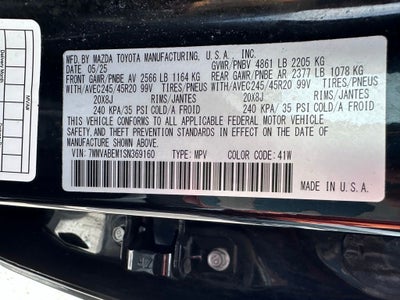 MFD. BY MAZDA TOYOTA MANUFACTURING, U.S.A., INC.
DATE: 05/25 GVWR/PNBV 4861 LB 2205 KG
FRONT GAWR/PNBE AV 2566 LB 1164 KG REAR GAWR/PNBE AR 2377 LB 1078 KG
WITH/AVEC245/45R20 99V TIRES/PNEUS WITH/AVEC245/45R20 99V TIRES/PNEUS
20X8J RIMS/JANTES 20X8J RIMS/JANTES
240 KPA/ 35 PSI COLD/A FROID 240 KPA/ 35 PSI COLD/A FROID
THIS VEHICLE CONFORMS TO ALL APPLICABLE FEDERAL MOTOR VEHICLE
SAFETY AND THEFT PREVENTION STANDARDS IN EFFECT ON THE DATE OF
MANUFACTURE SHOWN ABOVE.
VIN: 7MMVABEM1SN369160 TYPE: MPV COLOR CODE: 41W
MADE IN U.S.A.